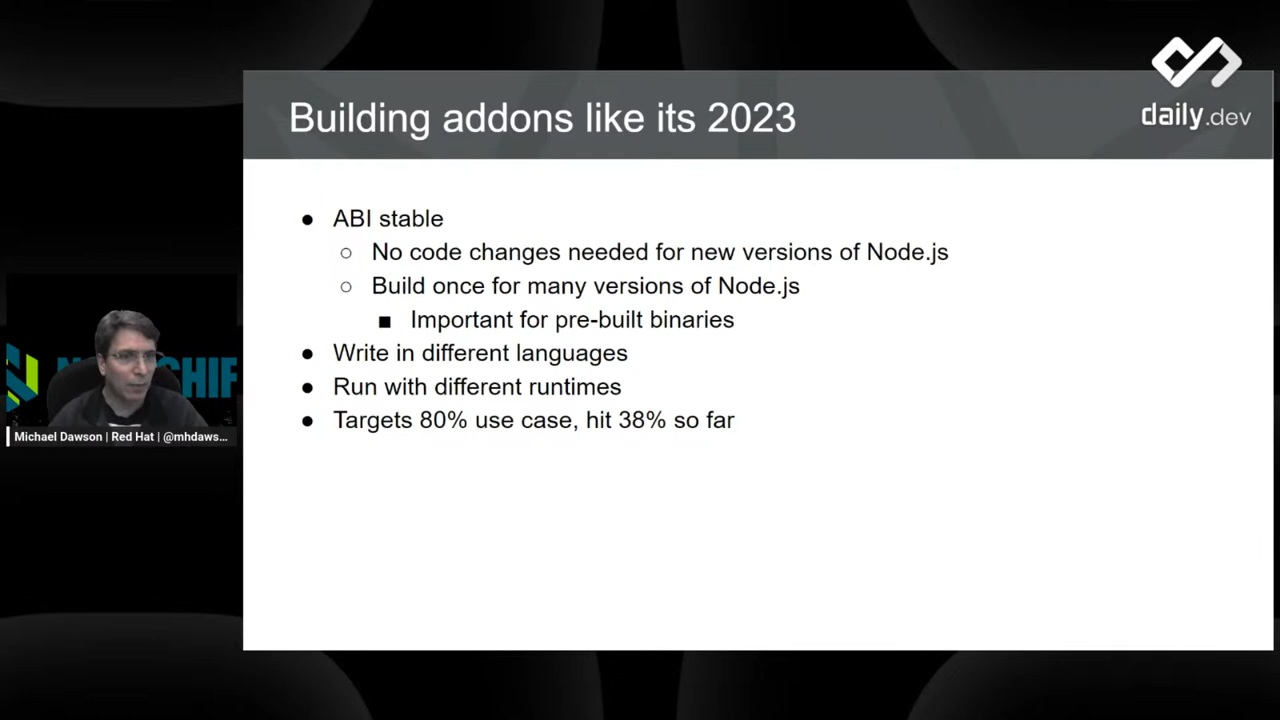 daily.dev
Building addons like its 2023
● ABI stable
○ No code changes needed for new versions of Node.js
○ Build once for many versions of Node.js
■ Important for pre-built binaries
● Write in different languages
● Run with different runtimes
● Targets 80% use case, hit 38% so far
Michael Dawson | Red Hat | @mhdaws...